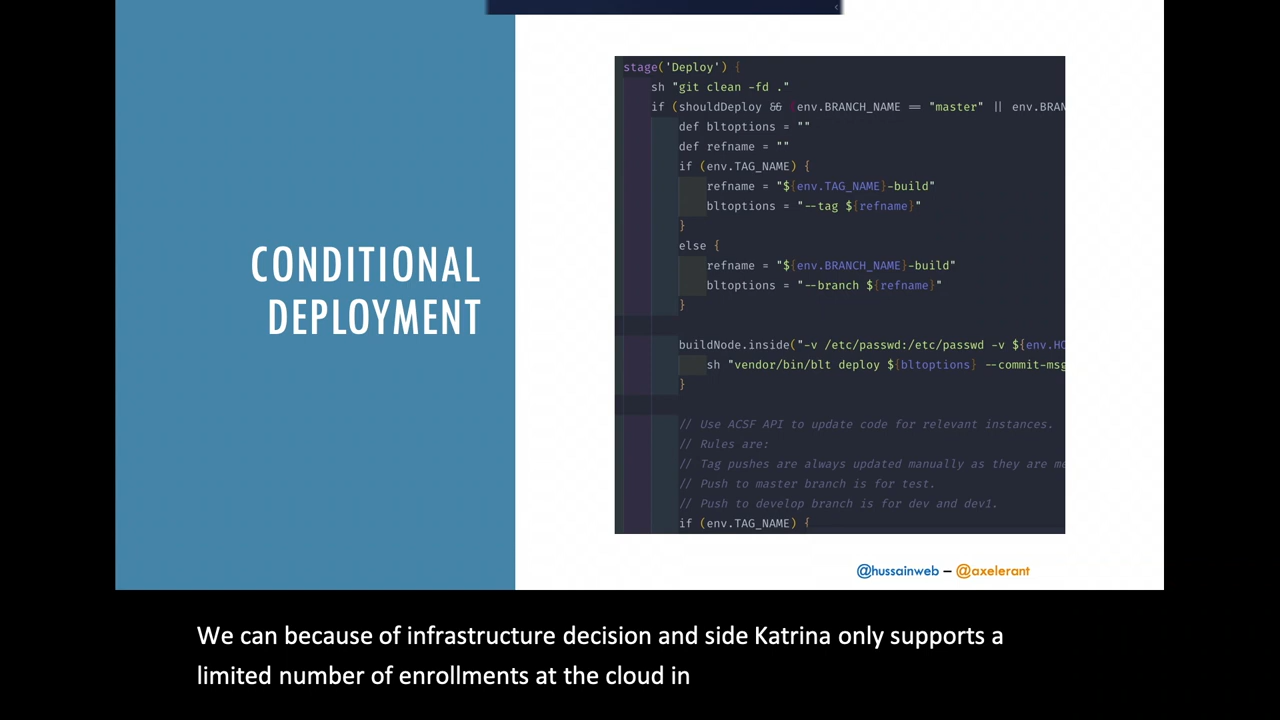 CONDITIONAL
DEPLOYMENT
stage('Deploy') {
sh "git clean -fd ."
if (shouldDeploy && env.BRANCH_NAME == "master" || env.BRAN
def bltoptions = ""
def refname = ""
if (env.TAG_NAME) {
refname = "${env.TAG_NAME}-build"
bltoptions = "--tag ${refname}"
}
else {
refname = "${env.BRANCH_NAME}-build"
bltoptions = "--branch ${refname}"
}
buildNode.inside("-v /etc/passwd:/etc/passwd -v ${env.HO
sh "vendor/bin/blt deploy ${bltoptions} --commit-msg
}
// Use ACSF API to update code for relevant instances.
// Rules are:
// Tag pushes are always updated manually as they are me
// Push to master branch is for test.
// Push to develop branch is for dev and dev1.
if (env.TAG_NAME) {
@hussainweb – @axelerant
We can because of infrastructure decision and side Katrina only supports a
limited number of enrollments at the cloud in